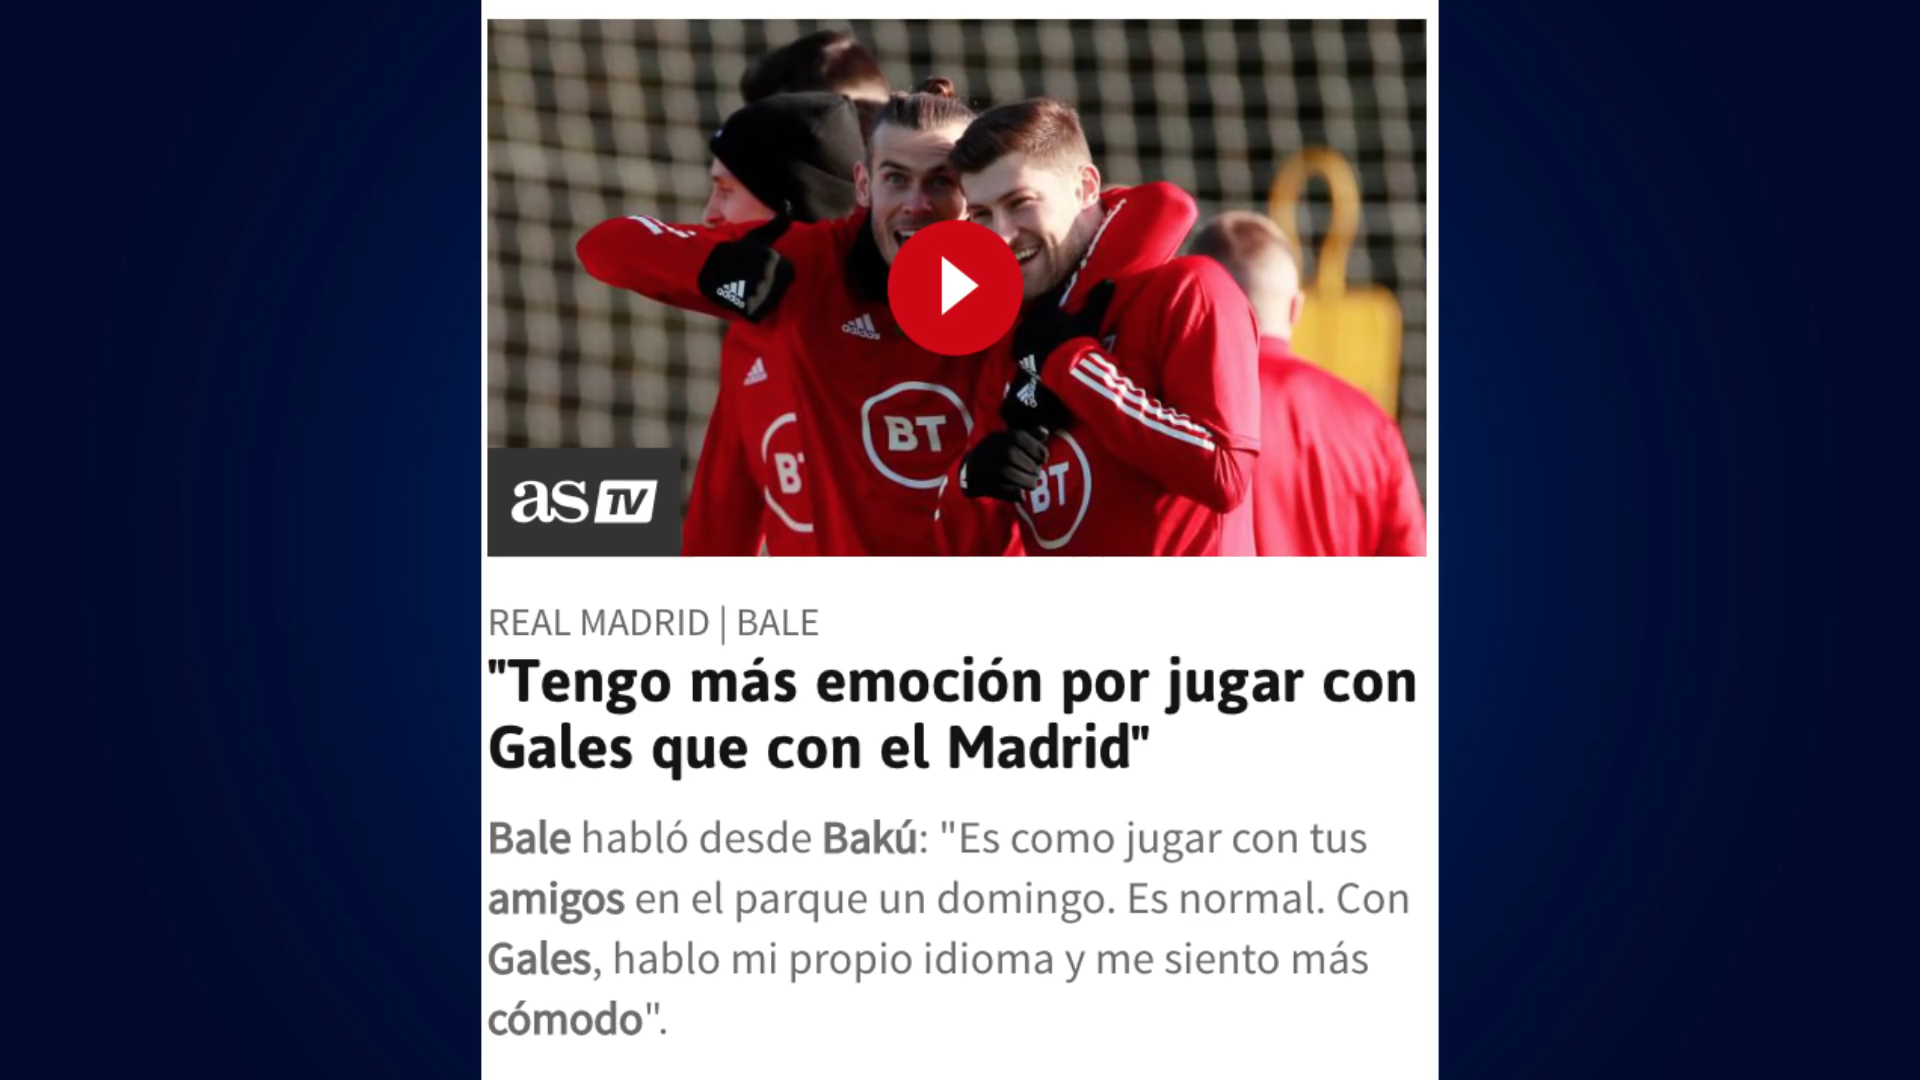 adidas
adidas
BT
B
BT
as TV
REAL MADRID | BALE
"Tengo más emoción por jugar con
Gales que con el Madrid"
Bale habló desde Bakú: "Es como jugar con tus
amigos en el parque un domingo. Es normal. Con
Gales, hablo mi propio idioma y me siento más
cómodo".